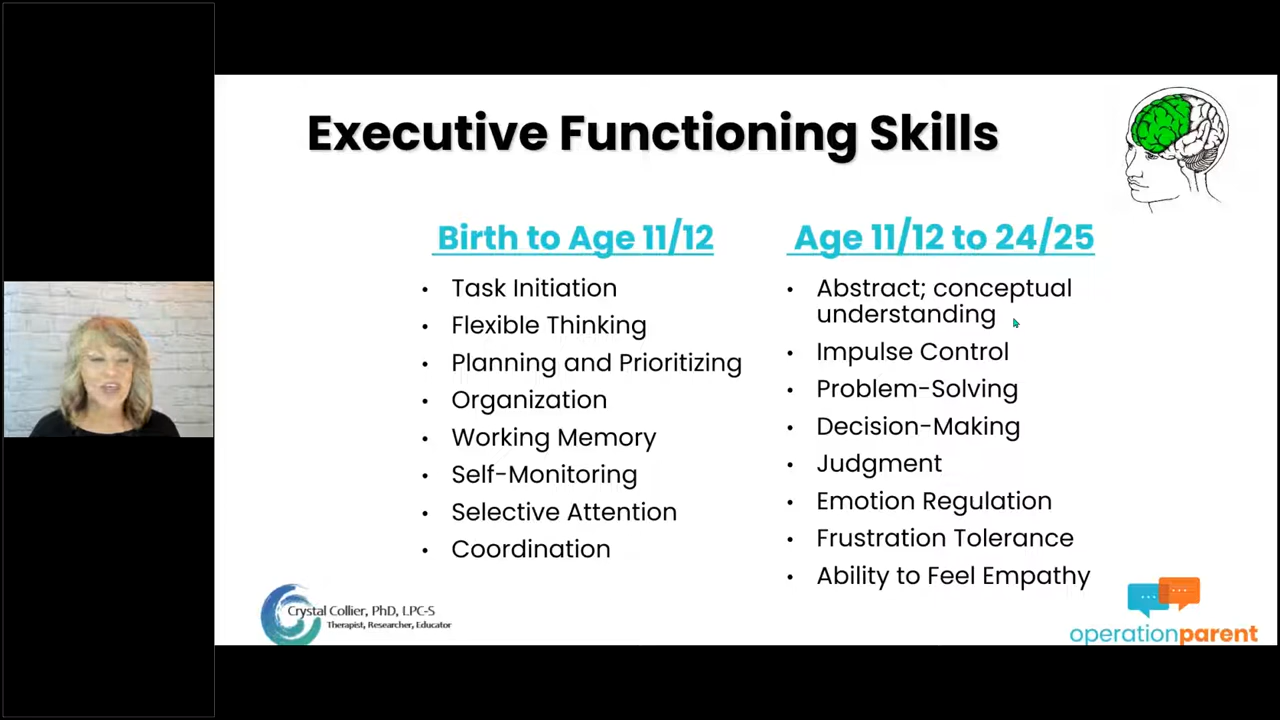 Executive Functioning Skills
Birth to Age 11/12
• Task Initiation
• Flexible Thinking
• Planning and Prioritizing
• Organization
• Working Memory
• Self-Monitoring
• Selective Attention
• Coordination
Age 11/12 to 24/25
• Abstract; conceptual
understanding
• Impulse Control
• Problem-Solving
• Decision-Making
• Judgment
• Emotion Regulation
• Frustration Tolerance
• Ability to Feel Empathy
Crystal Collier, PhD, LPC-S
Therapist, Researcher, Educator
operationparent